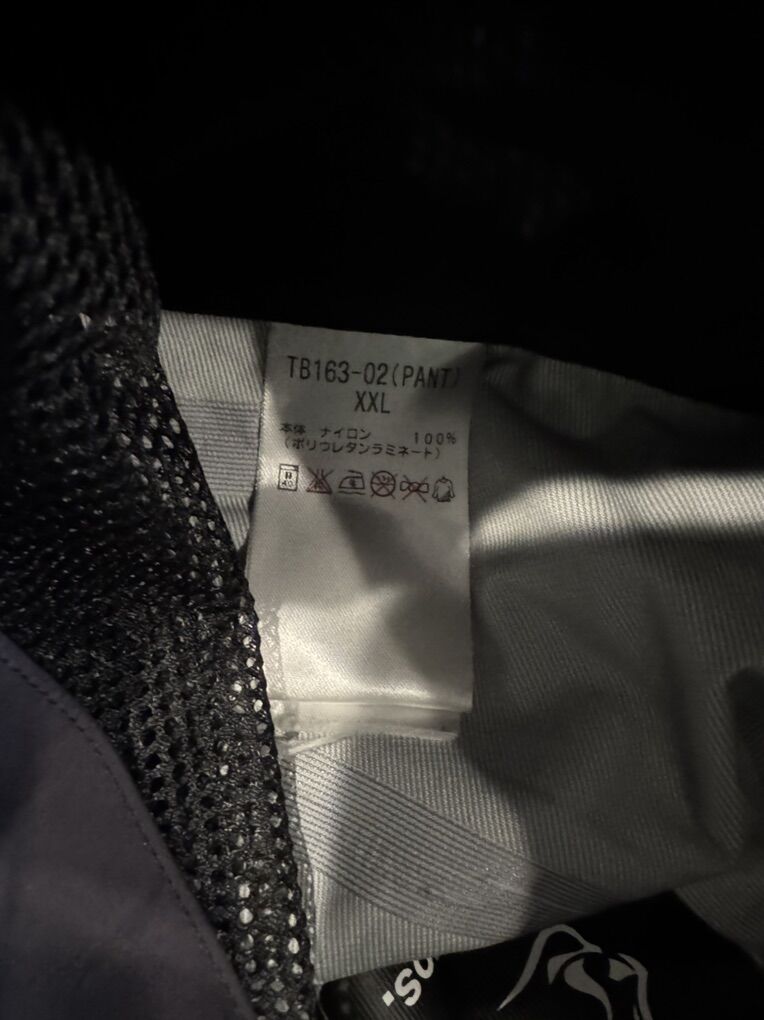 TB163-02(PANT)
XXL
本体 ナイロン 100%
(ポリウレタンラミネート)